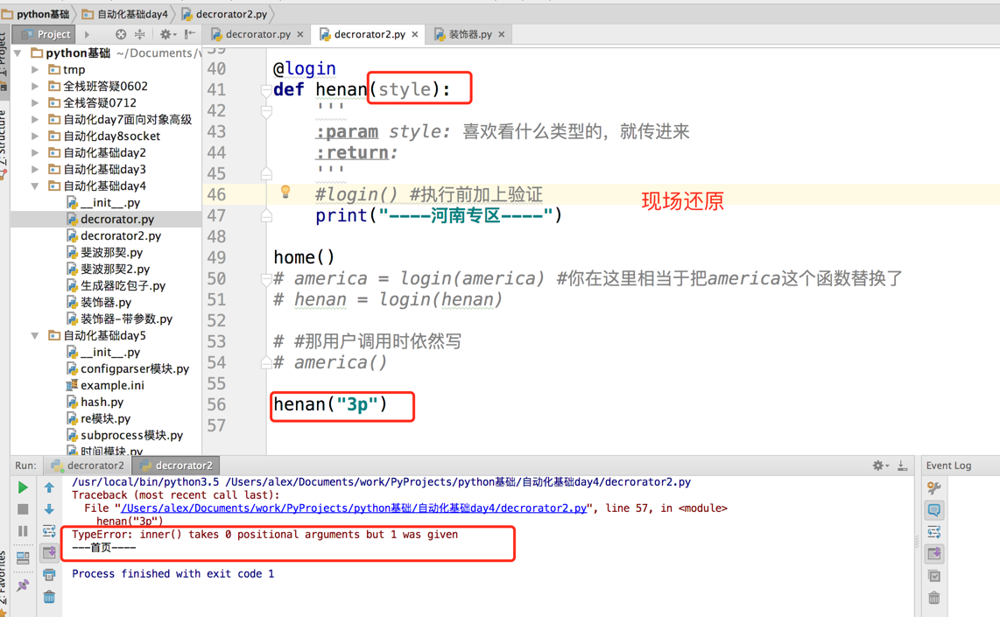 python基础 自动化基础day4 decrorator2.py
1: Project
Project
decrorator.py
decrorator2.py
装饰器.py
python基础 ~/Documents/w
tmp
全栈班答疑0602
全栈答疑0712
自动化day7面向对象高级
自动化day8socket
自动化基础day2
自动化基础day3
自动化基础day4
__init__.py
decrorator.py
decrorator2.py
斐波那契.py
斐波那契2.py
生成器吃包子.py
装饰器.py
装饰器-带参数.py
自动化基础day5
__init__.py
configparser模块.py
example.ini
hash.py
re模块.py
subprocess模块.py
时间模块.py
Z: Structure
39
40 @login
41 def henan(style):
42 '''
43 :param style: 喜欢看什么类型的，就传进来
44 :return:
45 '''
46 #login() #执行前加上验证
现场还原
47 print("----河南专区----")
48
49 home()
50 # america = login(america) #你在这里相当于把america这个函数替换了
51 # henan = login(henan)
52
53 # #那用户调用时依然写
54 # america()
55
56 henan("3p")
57
Run: decrorator2 decrorator2
Event Log
/usr/local/bin/python3.5 /Users/alex/Documents/work/PyProjects/python基础/自动化基础day4/decrorator2.py
Traceback (most recent call last):
File "/Users/alex/Documents/work/PyProjects/python基础/自动化基础day4/decrorator2.py", line 57, in <module>
henan("3p")
TypeError: inner() takes 0 positional arguments but 1 was given
---首页----
Process finished with exit code 1
2: Favorites